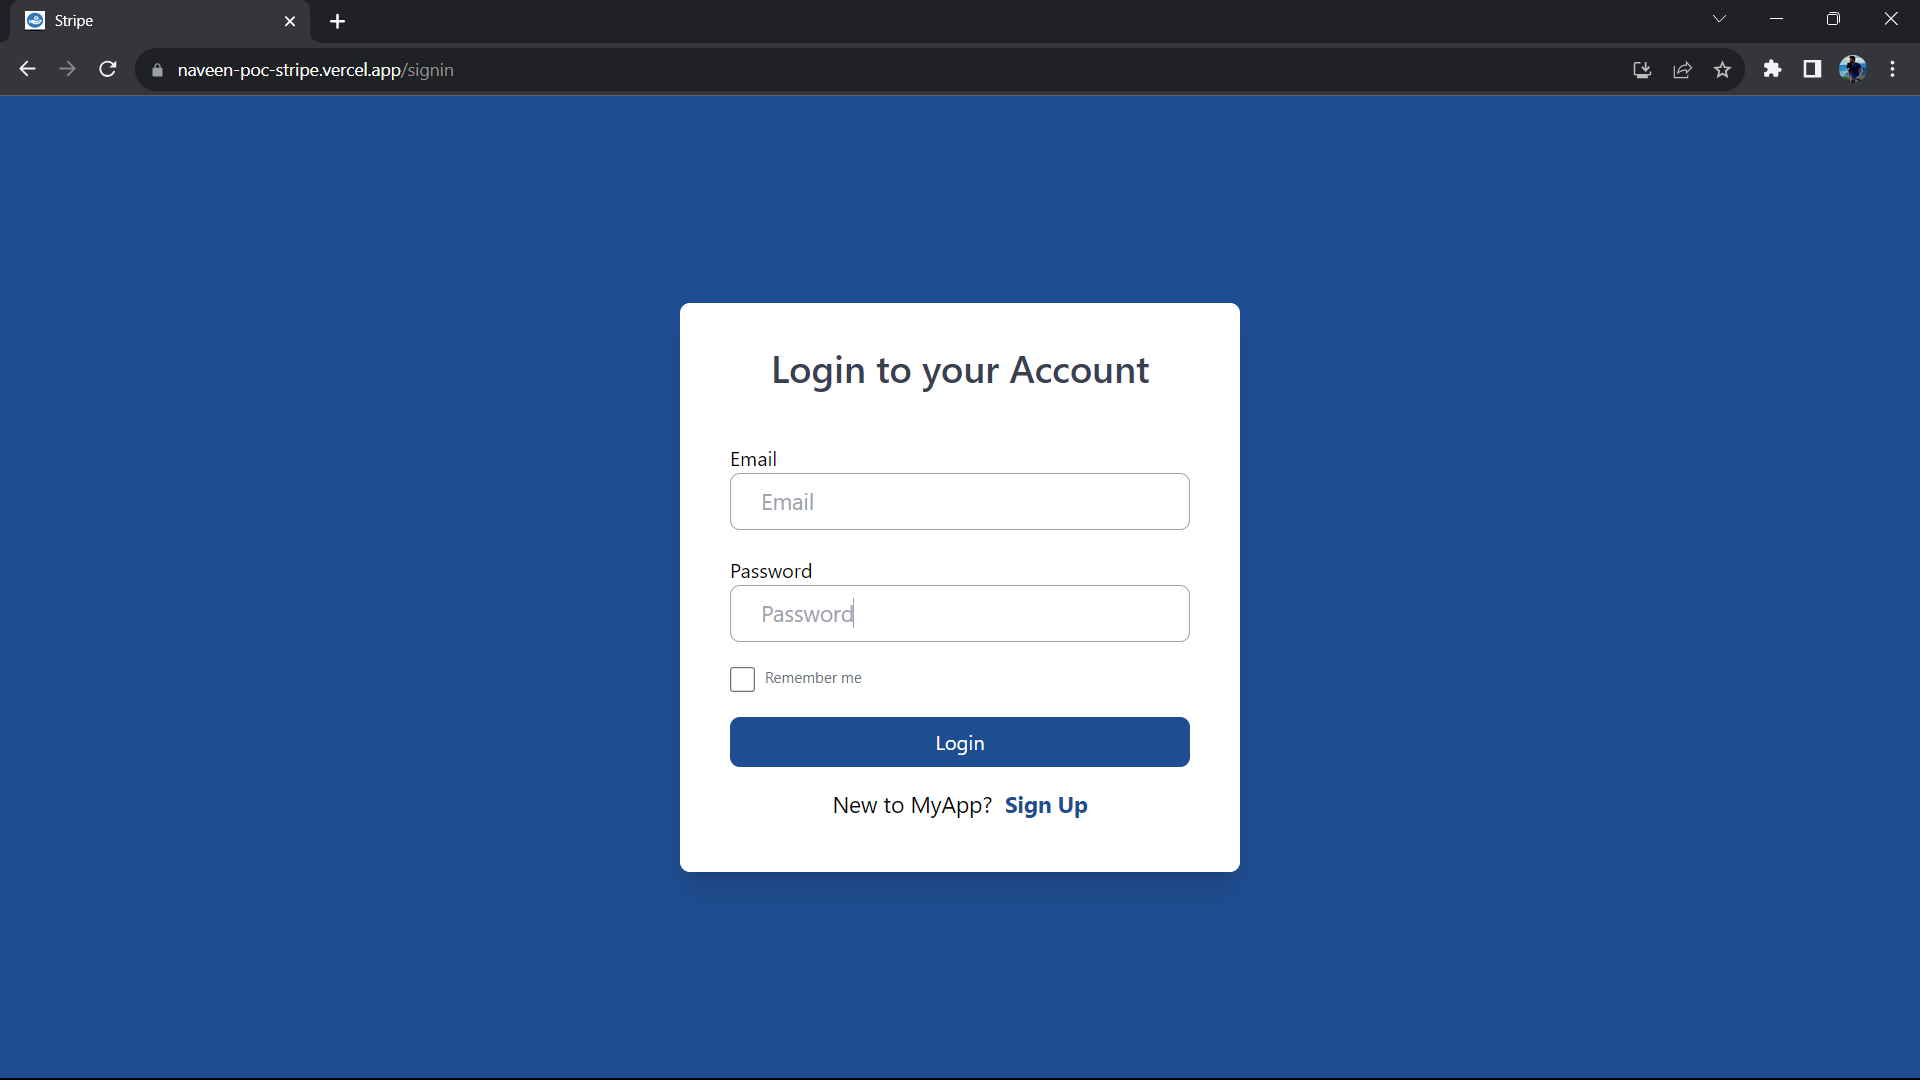 Stripe
naveen-poc-stripe.vercel.app/signin
Login to your Account
Email
Email
Password
Password
Remember me
Login
New to MyApp? Sign Up